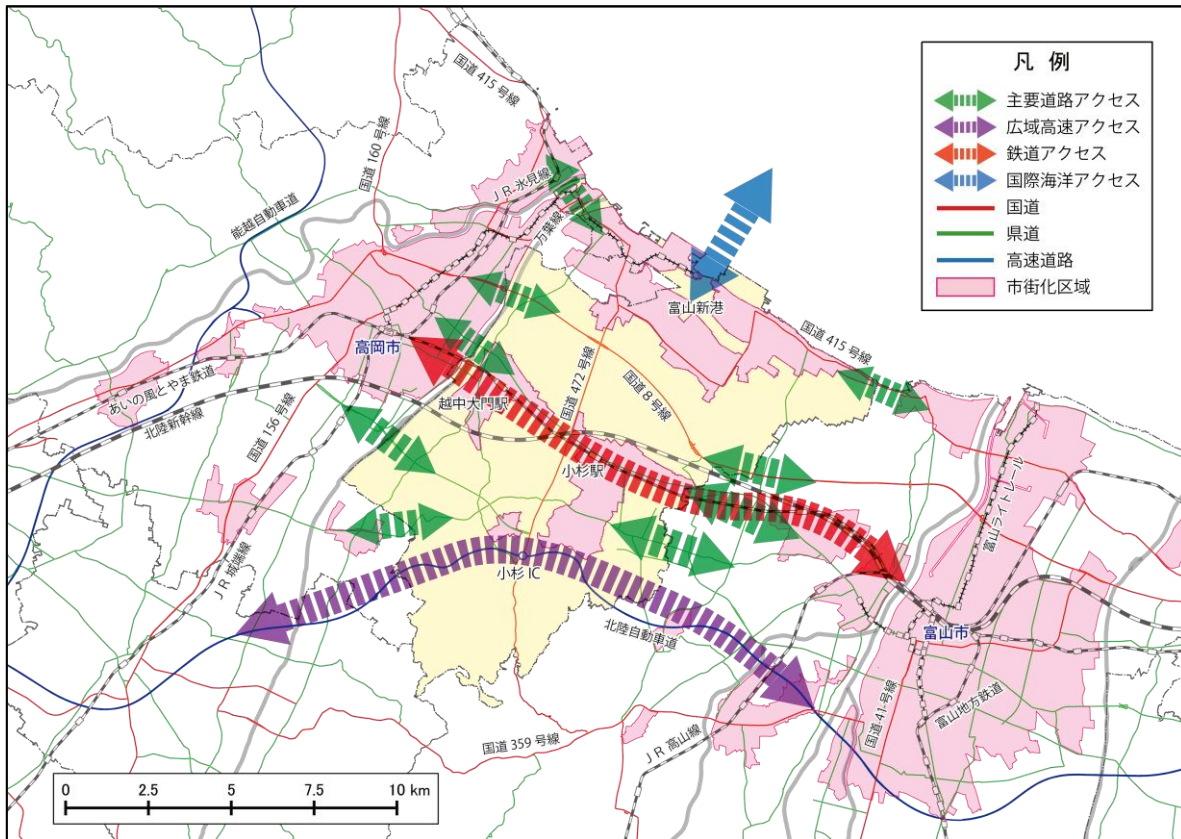 凡 例
主要道路アクセス
広域高速アクセス
鉄道アクセス
国際海洋アクセス
国道
県道
高速道路
市街化区域
国道 415 号線
国道 160 号線
能越自動車道
JR 氷見線
万葉線
富山新港
国道 415 号線
高岡市
あいの風とやま鉄道
北陸新幹線
国道 156 号線
越中大門駅
国道 472 号線
国道 8 号線
小杉駅
富山ライトレール
JR 城端線
小杉 IC
北陸自動車道
富山市
国道 41 号線
富山地方鉄道
国道 359 号線
JR 高山線
0 2.5 5 7.5 10 km